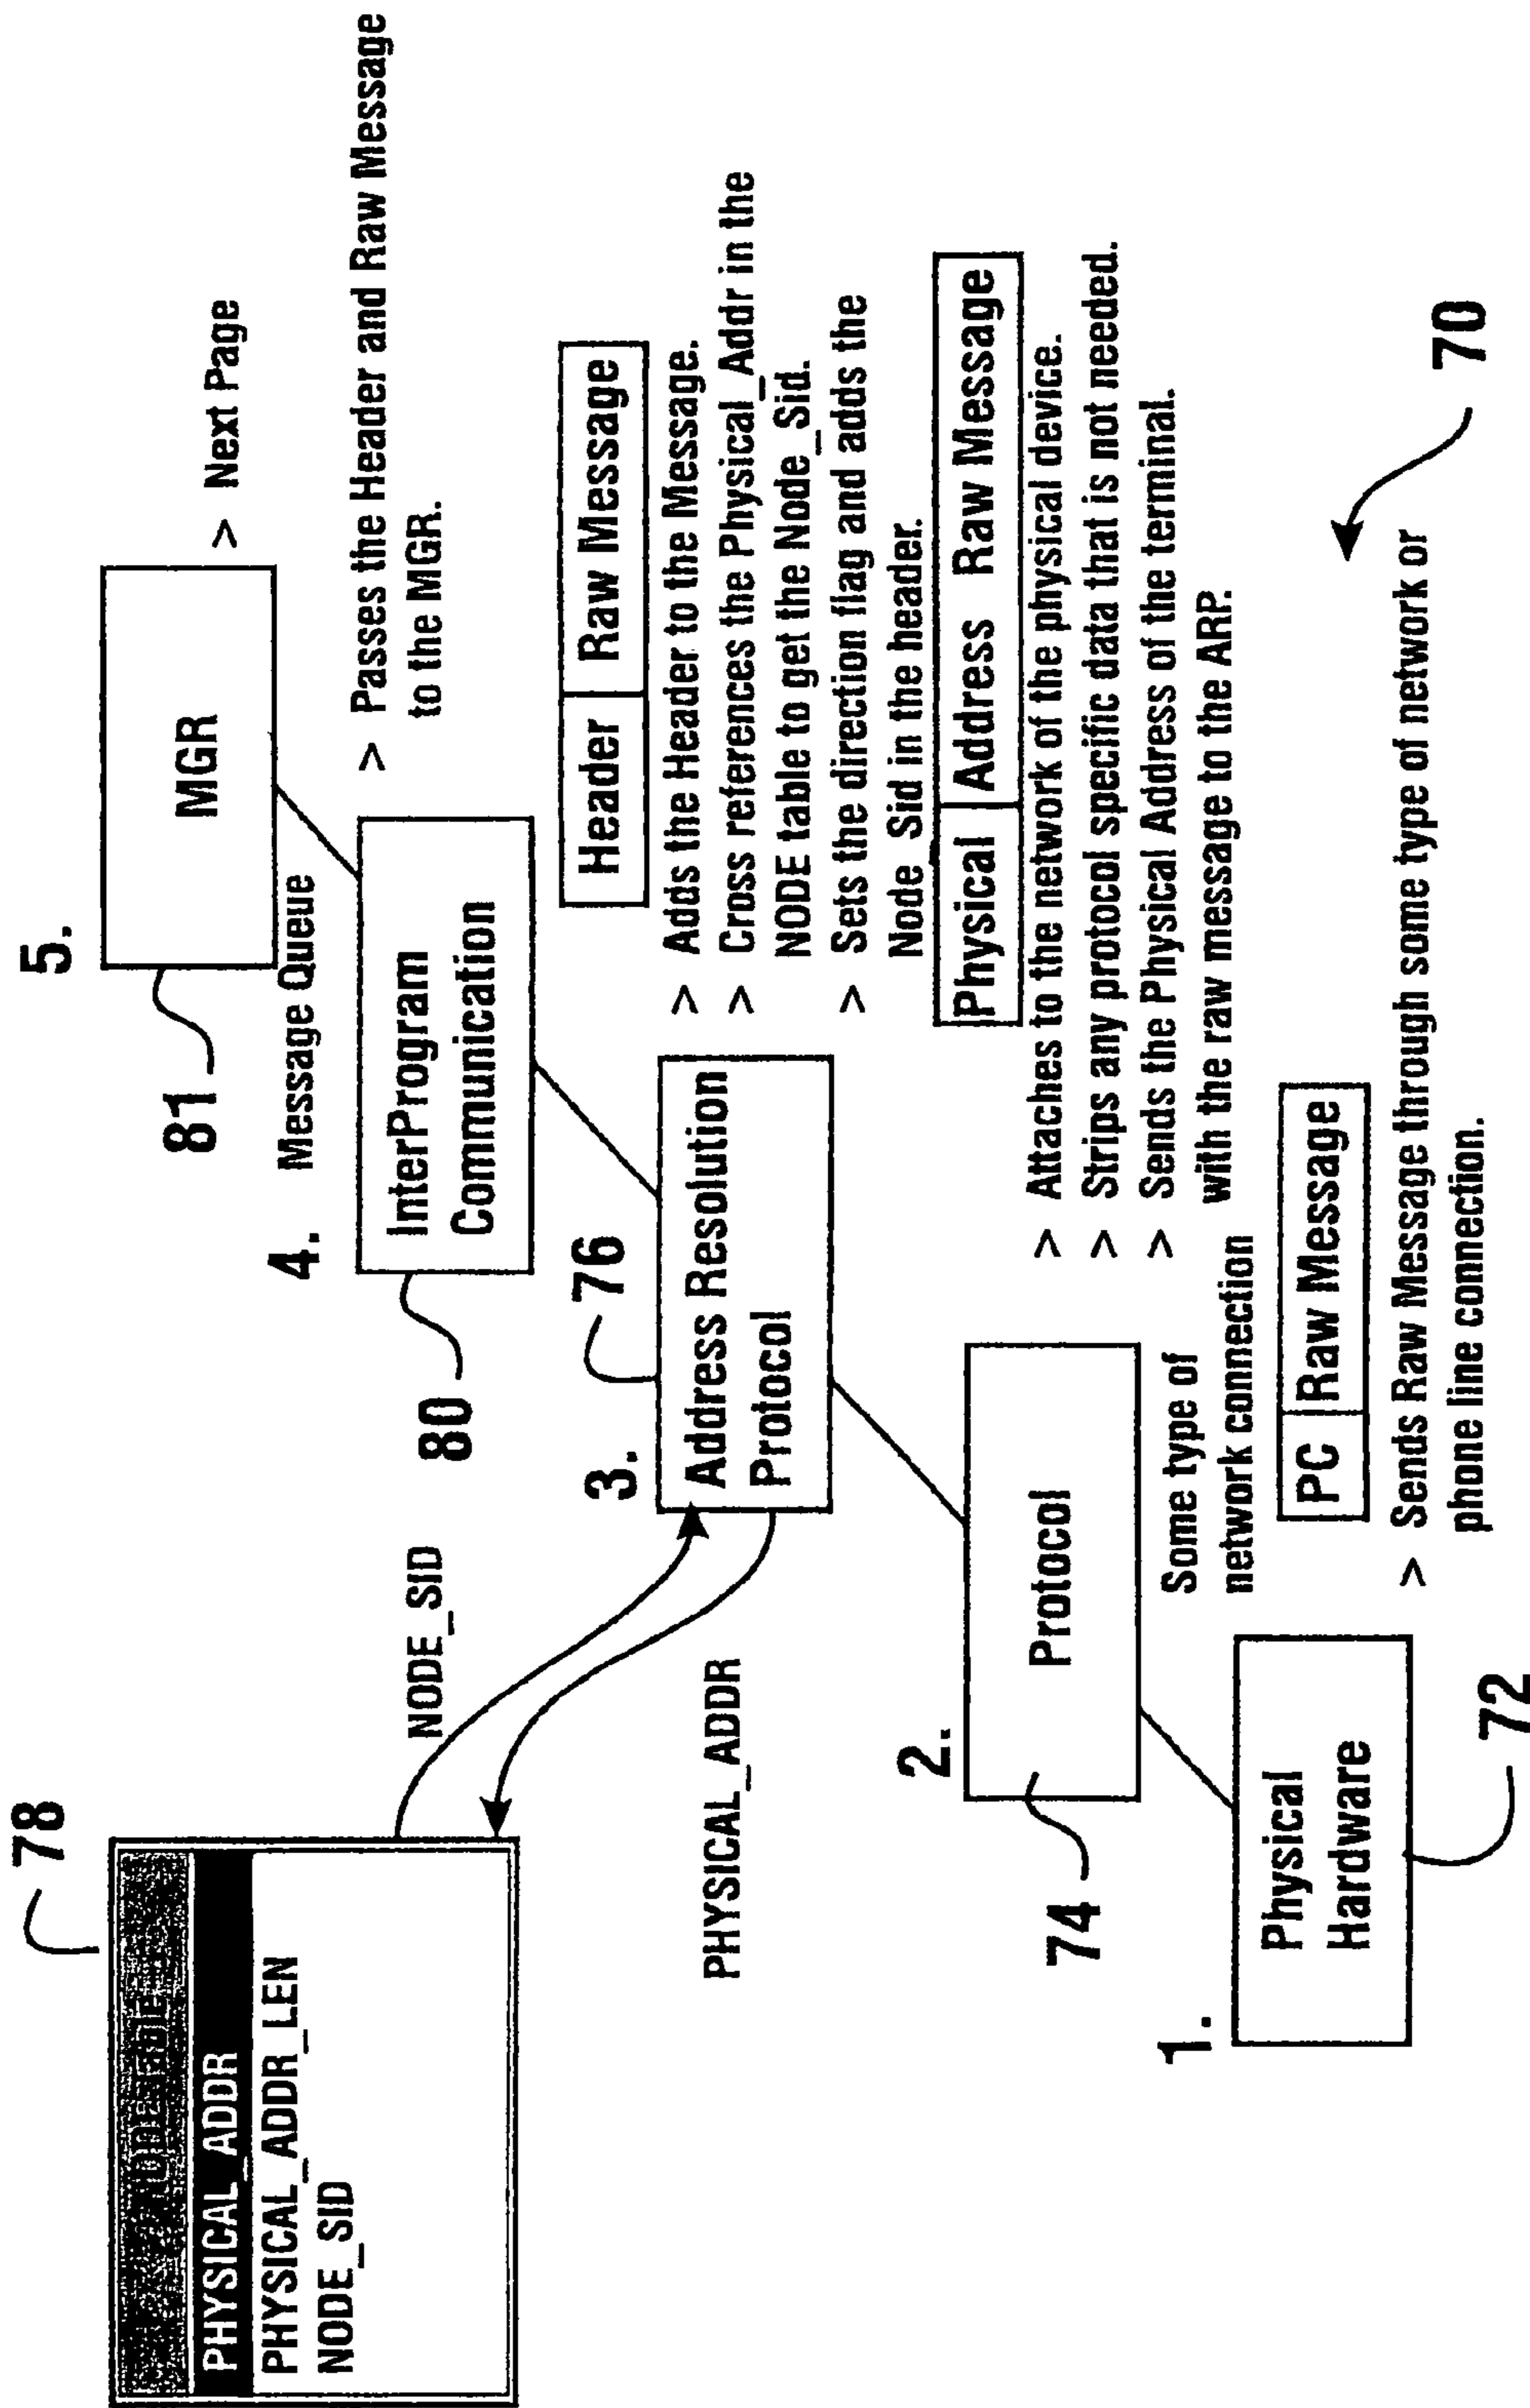 78
NODE Table
PHYSICAL_ADDR
PHYSICAL_ADDR_LEN
NODE_SID
NODE_SID
PHYSICAL_ADDR
5.
MGR
81
> Next Page
4.
Message Queue
InterProgram
Communication
80
> Passes the Header and Raw Message
to the MGR.
3.
76
Address Resolution
Protocol
Header Raw Message
> Adds the Header to the Message.
> Cross references the Physical_Addr in the
NODE table to get the Node_Sid.
> Sets the direction flag and adds the
Node_Sid in the header.
2.
Protocol
74
Physical Address Raw Message
> Attaches to the network of the physical device.
> Strips any protocol specific data that is not needed.
> Sends the Physical Address of the terminal.
with the raw message to the ARP.
Some type of
network connection
1.
Physical
Hardware
72
PC Raw Message
> Sends Raw Message through some type of network or
phone line connection.
70